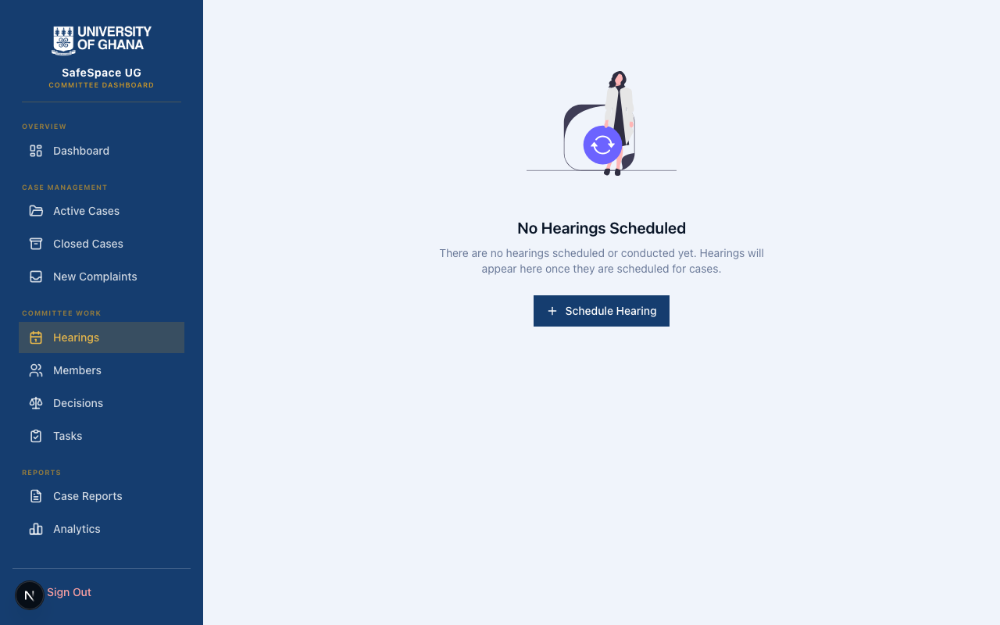 UNIVERSITY
OF GHANA
SafeSpace UG
COMMITTEE DASHBOARD
OVERVIEW
Dashboard
CASE MANAGEMENT
Active Cases
Closed Cases
New Complaints
COMMITTEE WORK
Hearings
Members
Decisions
Tasks
REPORTS
Case Reports
Analytics
N
Sign Out
No Hearings Scheduled
There are no hearings scheduled or conducted yet. Hearings will
appear here once they are scheduled for cases.
+ Schedule Hearing